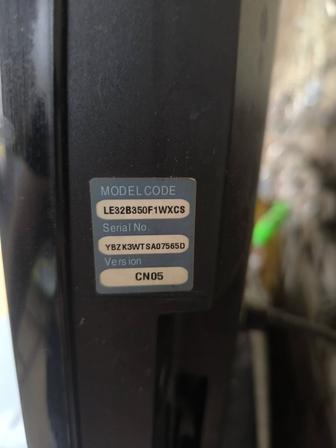 MODEL CODE
LE32B350F1WXCS
Serial No.
YBZK3WTSA07565D
Version
CN05